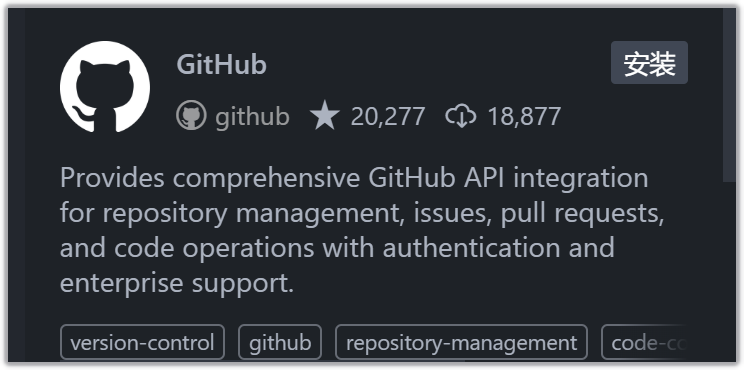 GitHub
安装
github 20,277 18,877
Provides comprehensive GitHub API integration
for repository management, issues, pull requests,
and code operations with authentication and
enterprise support.
version-control github repository-management